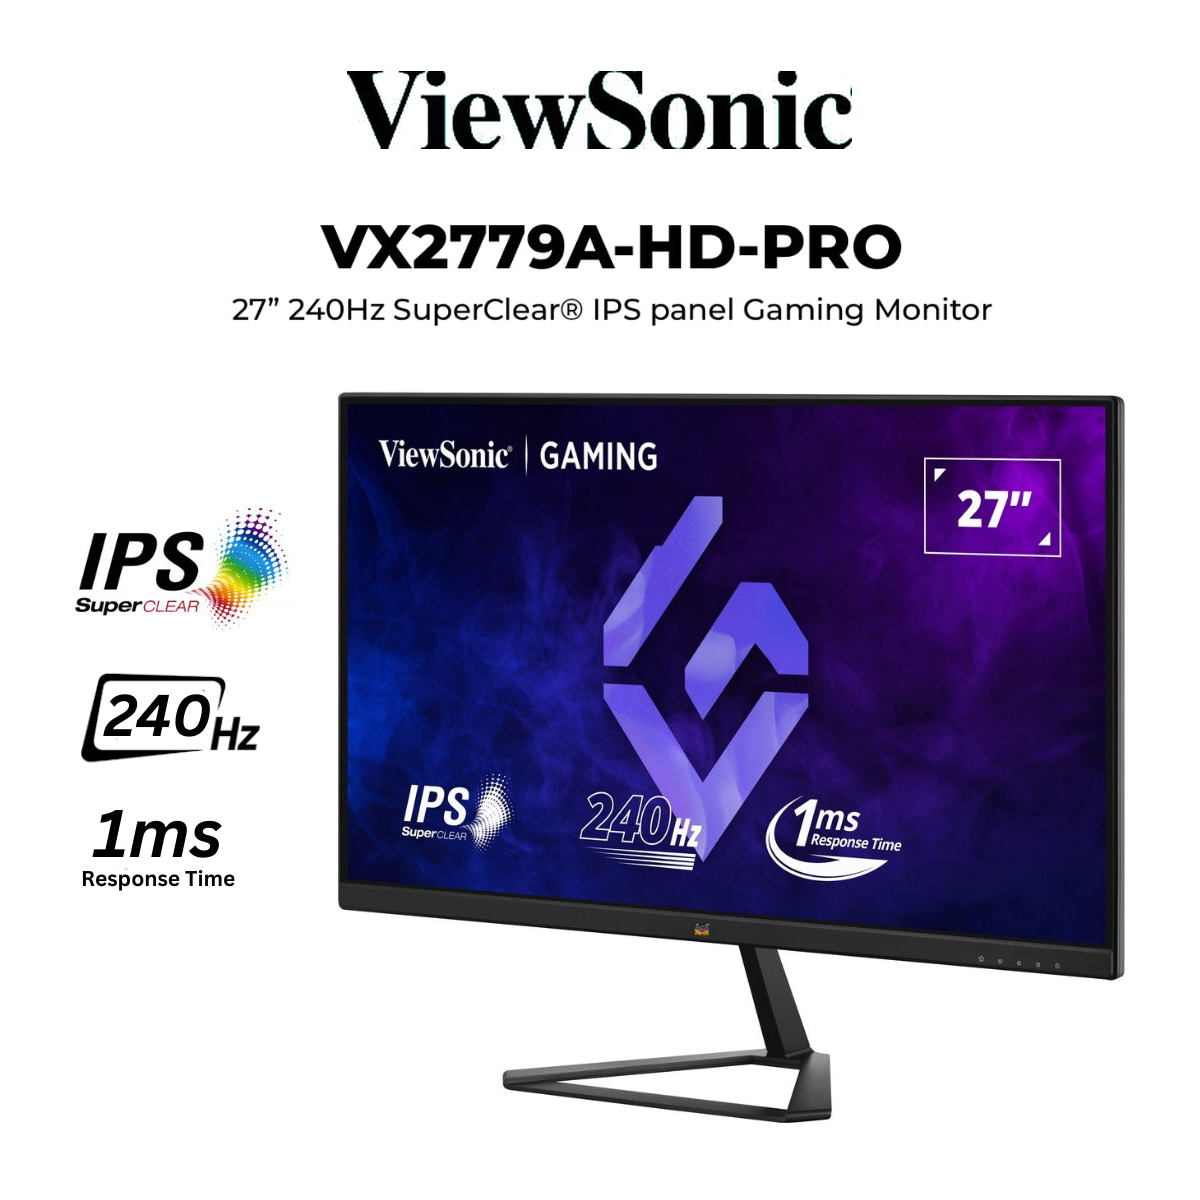 ViewSonic
VX2779A-HD-PRO
27” 240Hz SuperClear® IPS panel Gaming Monitor
ViewSonic® | GAMING
27"
IPS
SuperCLEAR
240Hz
1ms
Response Time
IPS
SuperCLEAR
240Hz
1ms
Response Time